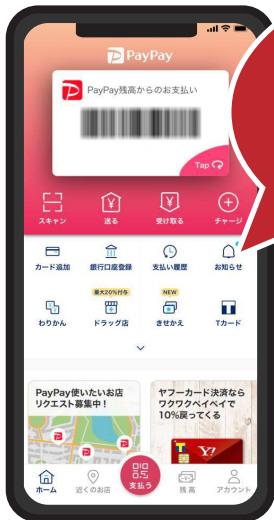 PayPay
PayPay残高からのお支払い
Tap
スキャン
送る
受け取る
チャージ
カード追加
銀行口座登録
支払い履歴
お知らせ
最大20%付与
NEW
わりかん
ドラッグ店
きせかえ
Tカード
PayPay使いたいお店
リクエスト募集中！
ヤフーカード決済なら
ワクワクペイペイで
10%戻ってくる
Y!
ホーム
近くのお店
支払う
残高
アカウント